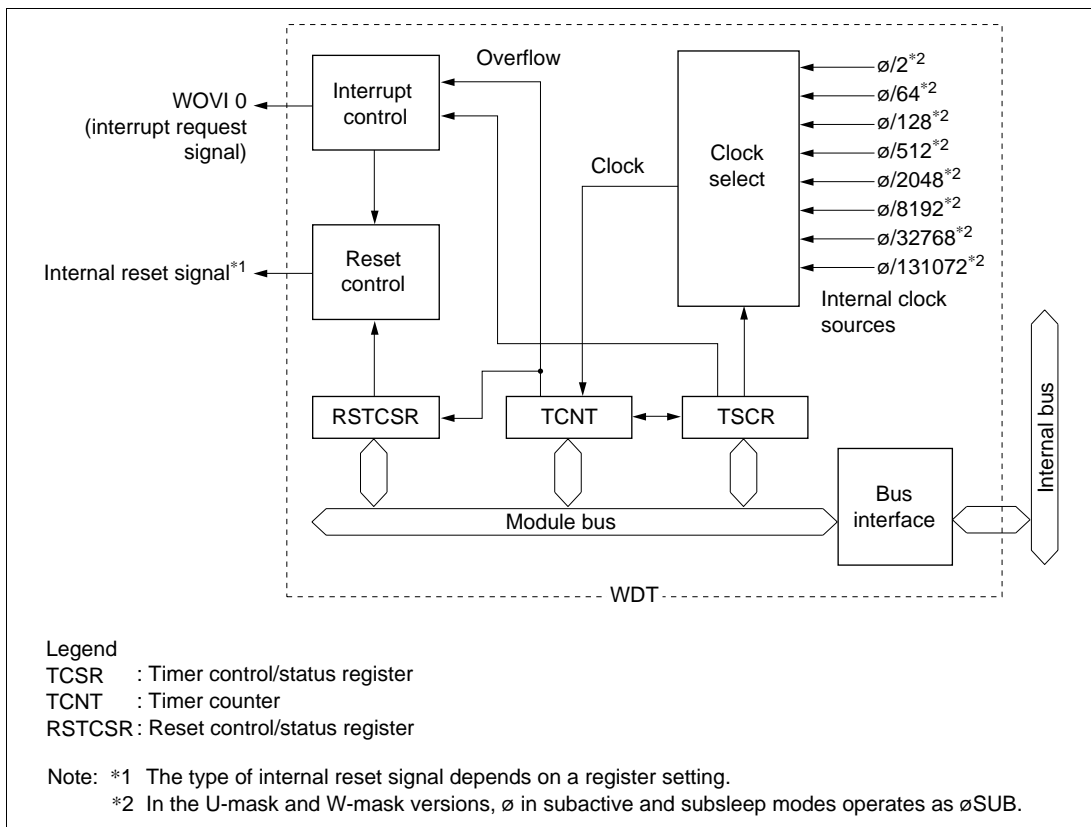 Overflow
Interrupt
control
WOVI 0
(interrupt request
signal)
Clock
Clock
select
ø/2*2
ø/64*2
ø/128*2
ø/512*2
ø/2048*2
ø/8192*2
ø/32768*2
ø/131072*2
Internal clock
sources
Internal reset signal*1
Reset
control
RSTCSR
TCNT
TSCR
Module bus
Bus
interface
Internal bus
WDT
Legend
TCSR : Timer control/status register
TCNT : Timer counter
RSTCSR : Reset control/status register
Note: *1 The type of internal reset signal depends on a register setting.
*2 In the U-mask and W-mask versions, ø in subactive and subsleep modes operates as øSUB.